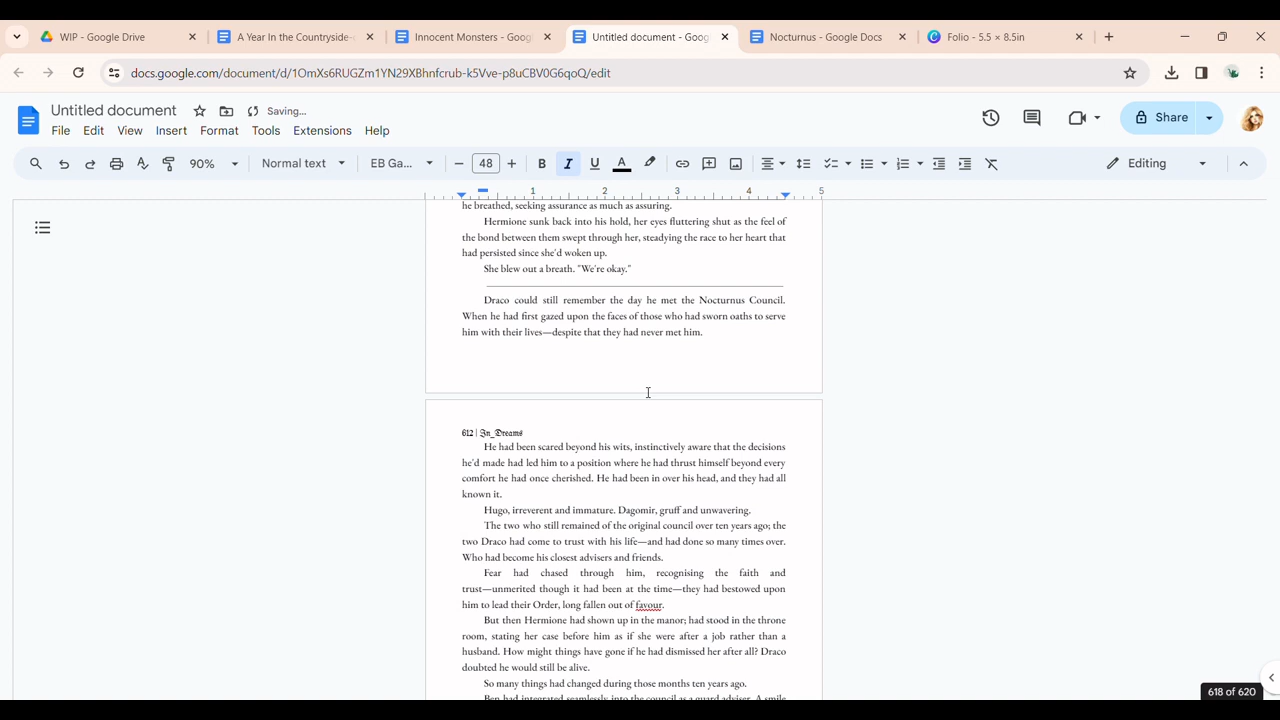 WIP - Google Drive
A Year In the Countryside-
Innocent Monsters - Goog
Untitled document - Goog
Nocturnus - Google Docs
Folio - 5.5 × 8.5in
docs.google.com/document/d/1OmXs6RUGZm1YN29XBhnfcrub-k5Vve-p8uCBV0G6qoQ/edit
Untitled document
Saving...
File Edit View Insert Format Tools Extensions Help
Share
90% Normal text EB Ga... 48 B I U A Editing
1 2 3 4 5
he breathed, seeking assurance as much as assuring.
Hermione sunk back into his hold, her eyes fluttering shut as the feel of
the bond between them swept through her, steadying the race to her heart that
had persisted since she'd woken up.
She blew out a breath. "We're okay."
Draco could still remember the day he met the Nocturnus Council.
When he had first gazed upon the faces of those who had sworn oaths to serve
him with their lives—despite that they had never met him.
612 | In_Dreams
He had been scared beyond his wits, instinctively aware that the decisions
he'd made had led him to a position where he had thrust himself beyond every
comfort he had once cherished. He had been in over his head, and they had all
known it.
Hugo, irreverent and immature. Dagomir, gruff and unwavering.
The two who still remained of the original council over ten years ago; the
two Draco had come to trust with his life—and had done so many times over.
Who had become his closest advisers and friends.
Fear had chased through him, recognising the faith and
trust—unmerited though it had been at the time—they had bestowed upon
him to lead their Order, long fallen out of favour.
But then Hermione had shown up in the manor; had stood in the throne
room, stating her case before him as if she were after a job rather than a
husband. How might things have gone if he had dismissed her after all? Draco
doubted he would still be alive.
So many things had changed during those months ten years ago.
Ben had integrated seamlessly into the council as a guard adviser. A smile
618 of 620